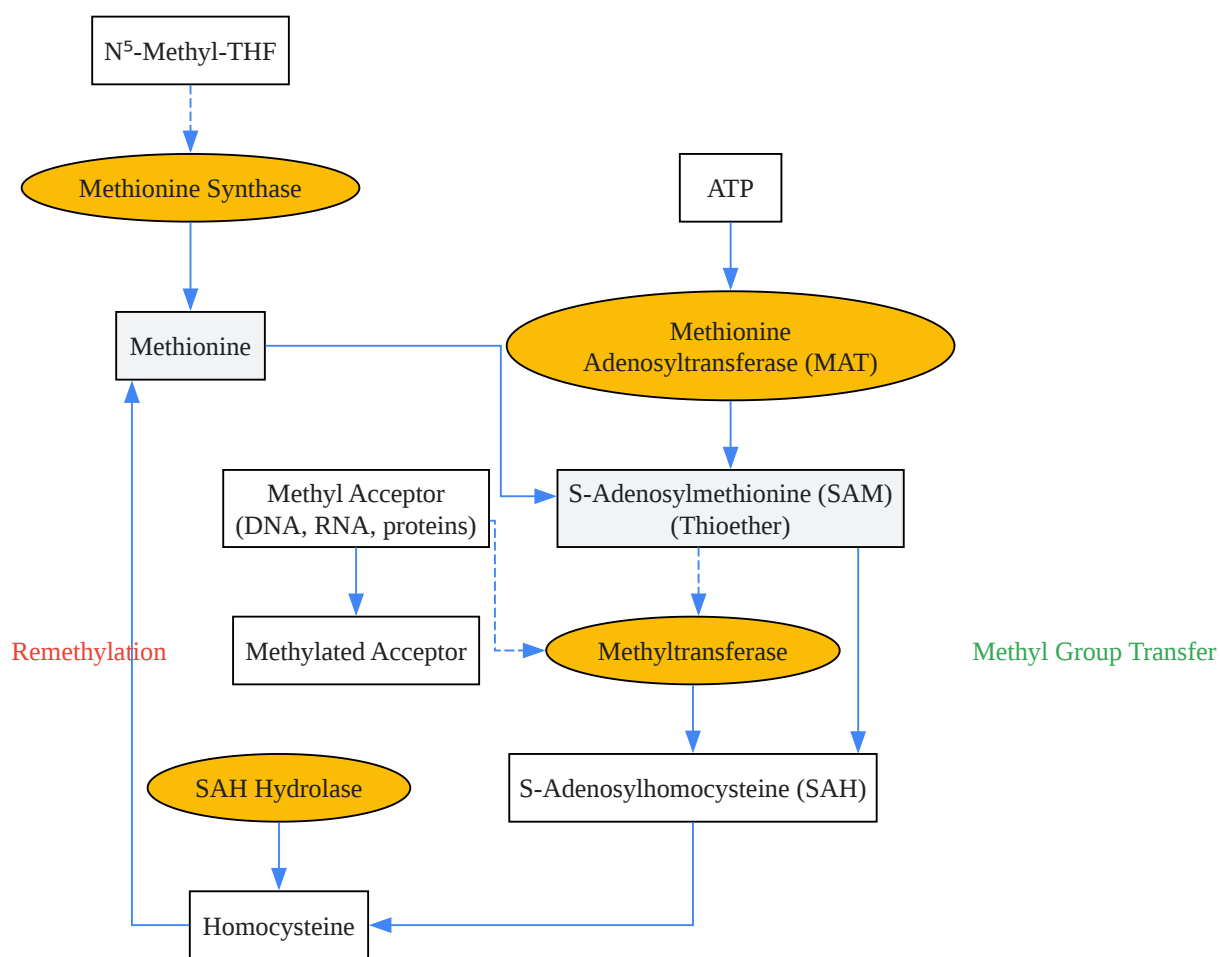 N⁵-Methyl-THF
Methionine Synthase
ATP
Methionine
Methionine
Adenosyltransferase (MAT)
Methyl Acceptor
(DNA, RNA, proteins)
S-Adenosylmethionine (SAM)
(Thioether)
Remethylation
Methylated Acceptor
Methyltransferase
Methyl Group Transfer
SAH Hydrolase
S-Adenosylhomocysteine (SAH)
Homocysteine